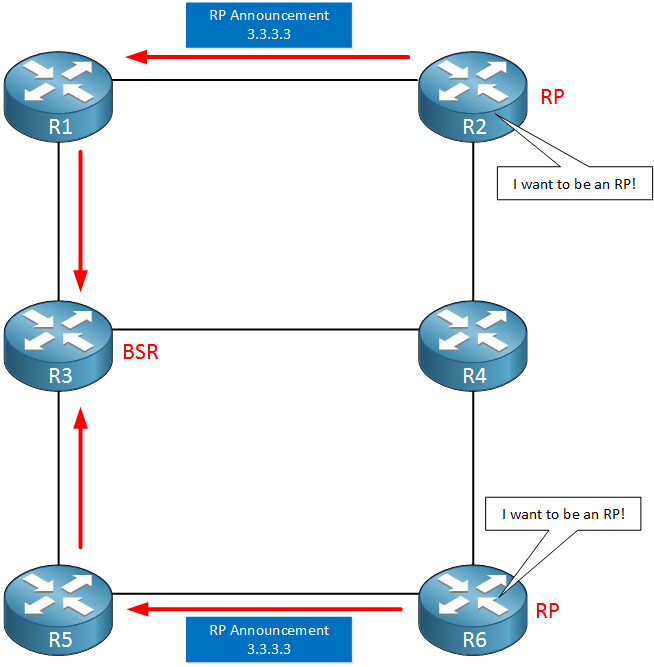 RP Announcement
3.3.3.3
R1
R2
RP
I want to be an RP!
R3
BSR
R4
I want to be an RP!
R5
RP Announcement
3.3.3.3
R6
RP